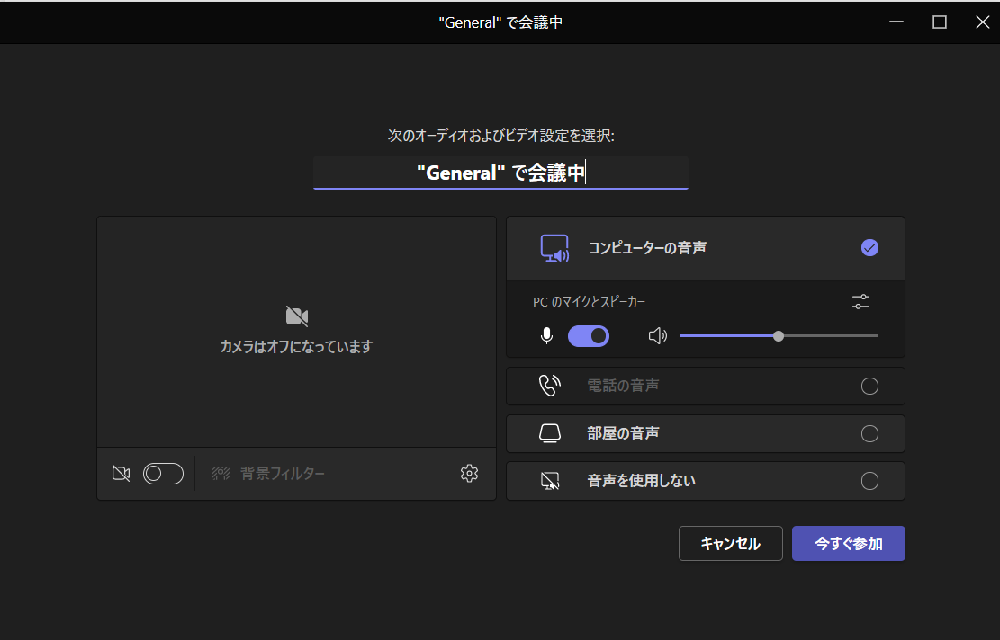 "General" で会議中
次のオーディオおよびビデオ設定を選択:
"General" で会議中
カメラはオフになっています
背景フィルター
コンピューターの音声
PC のマイクとスピーカー
電話の音声
部屋の音声
音声を使用しない
キャンセル
今すぐ参加